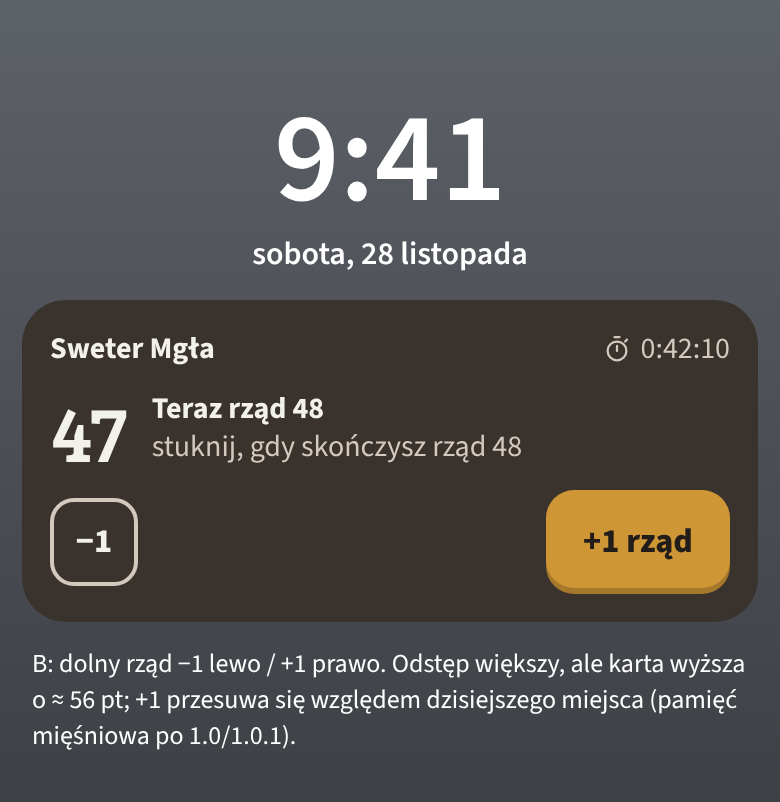 9:41
sobota, 28 listopada
Sweter Mgła
0:42:10
47
Teraz rząd 48
stuknij, gdy skończysz rząd 48
−1
+1 rząd
B: dolny rząd −1 lewo / +1 prawo. Odstęp większy, ale karta wyższa
o ≈ 56 pt; +1 przesuwa się względem dzisiejszego miejsca (pamięć
mięśniowa po 1.0/1.0.1).